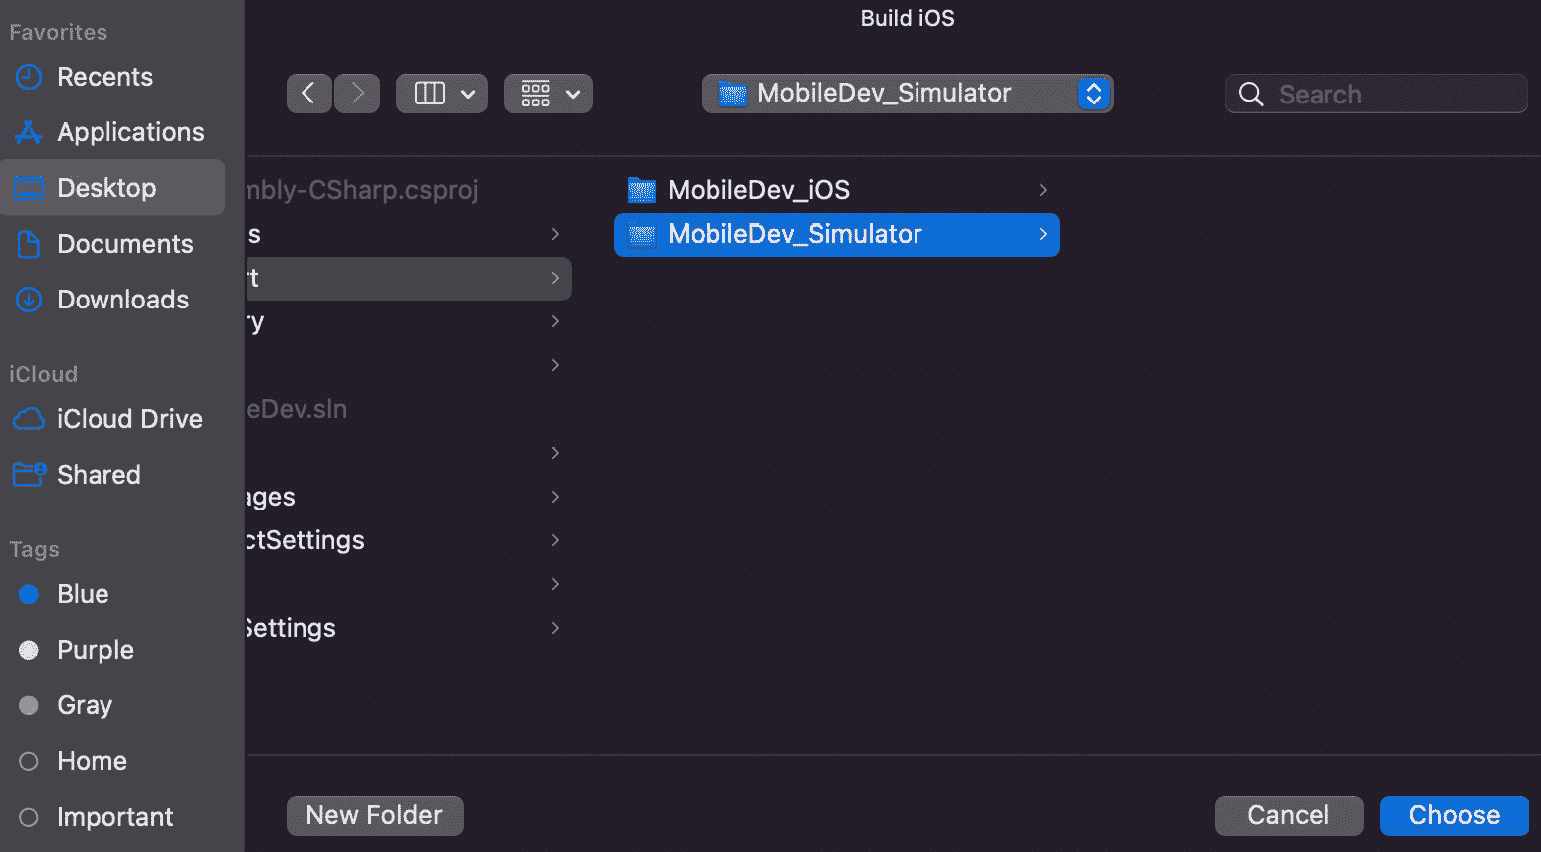 Build iOS
MobileDev_Simulator
Search
Favorites
Recents
Applications
Desktop
Documents
Downloads
iCloud
iCloud Drive
Shared
Tags
Blue
Purple
Gray
Home
Important
mbly-CSharp.csproj
s
rt
ry
eDev.sln
ages
ctSettings
Settings
MobileDev_iOS
MobileDev_Simulator
New Folder
Cancel
Choose